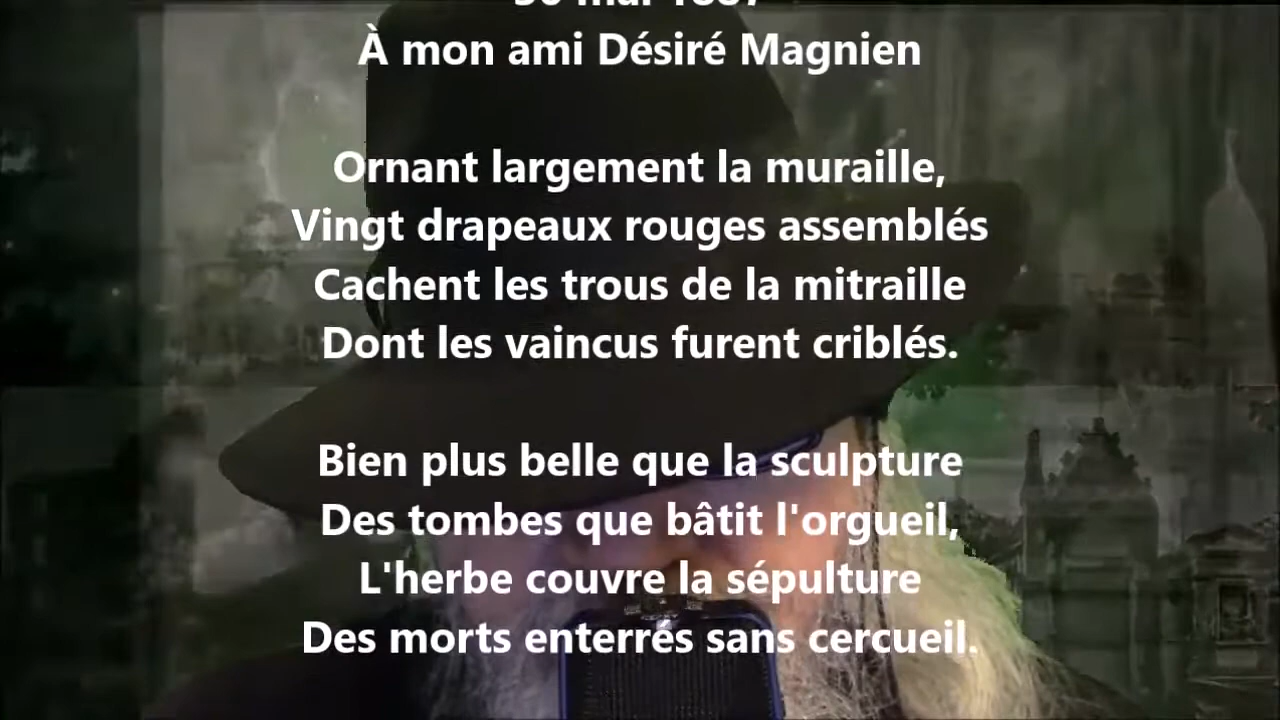 À mon ami Désiré Magnien
Ornant largement la muraille,
Vingt drapeaux rouges assemblés
Cachent les trous de la mitraille
Dont les vaincus furent criblés.
Bien plus belle que la sculpture
Des tombes que bâtit l'orgueil,
L'herbe couvre la sépulture
Des morts enterrés sans cercueil.